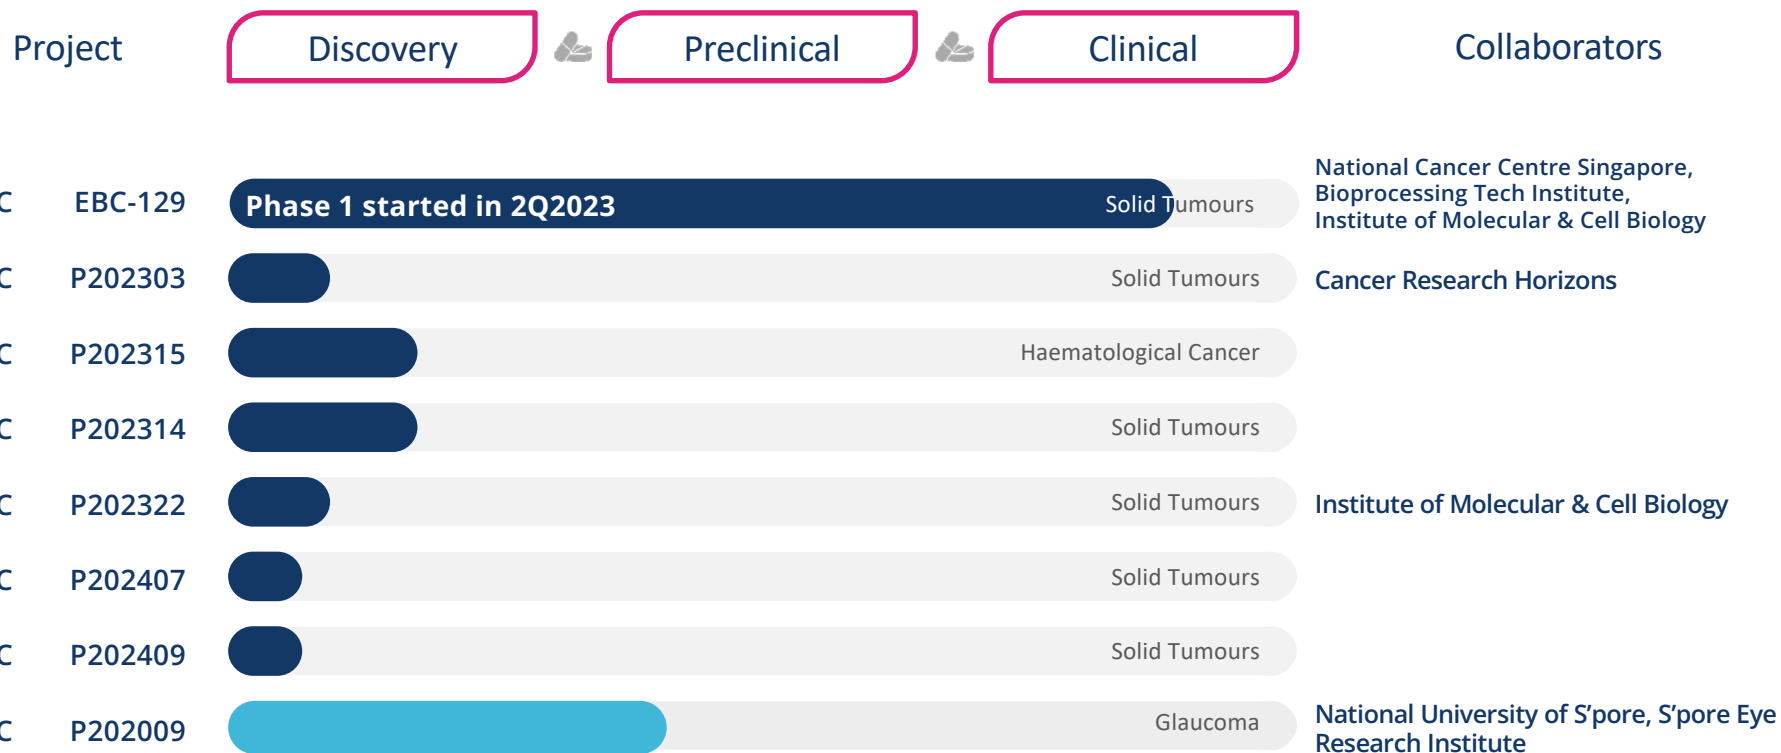 Project Discovery Preclinical Clinical Collaborators
C EBC-129 Phase 1 started in 2Q2023 Solid Tumours National Cancer Centre Singapore,
Bioprocessing Tech Institute,
Institute of Molecular & Cell Biology
C P202303 Solid Tumours Cancer Research Horizons
C P202315 Haematological Cancer
C P202314 Solid Tumours
C P202322 Solid Tumours Institute of Molecular & Cell Biology
C P202407 Solid Tumours
C P202409 Solid Tumours
C P202009 Glaucoma National University of S'pore, S'pore Eye
Research Institute